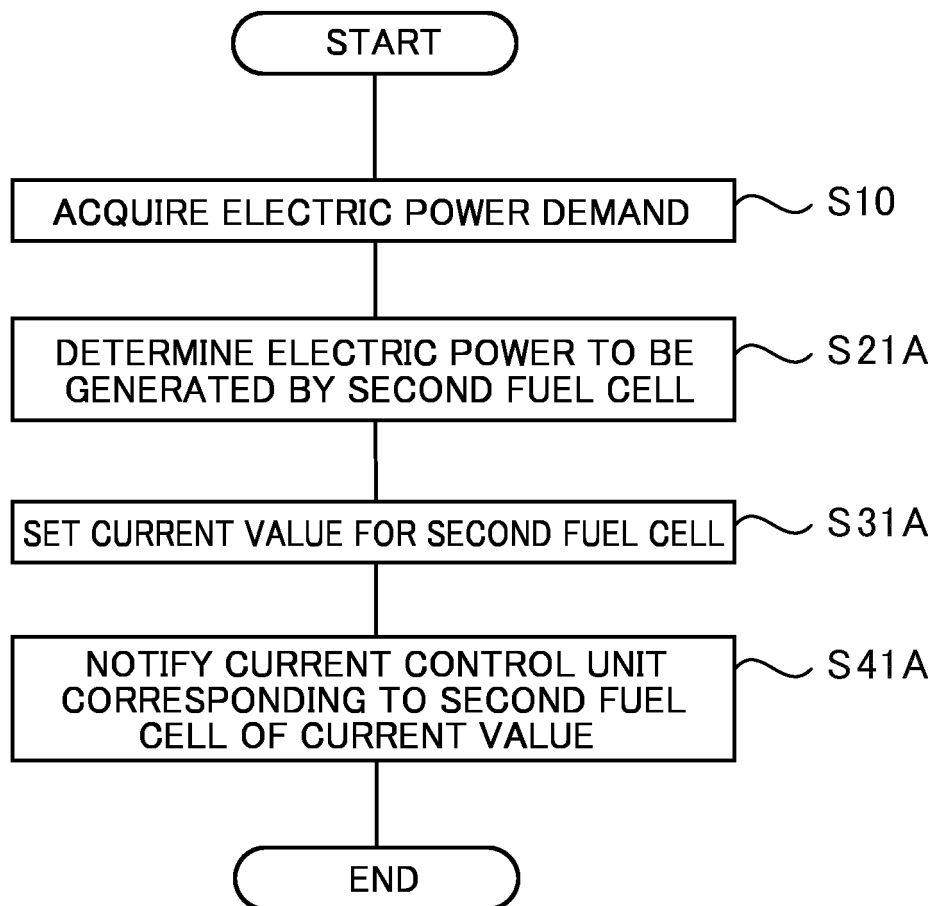 START
ACQUIRE ELECTRIC POWER DEMAND
S10
DETERMINE ELECTRIC POWER TO BE
GENERATED BY SECOND FUEL CELL
S21A
SET CURRENT VALUE FOR SECOND FUEL CELL
S31A
NOTIFY CURRENT CONTROL UNIT
CORRESPONDING TO SECOND FUEL
CELL OF CURRENT VALUE
S41A
END